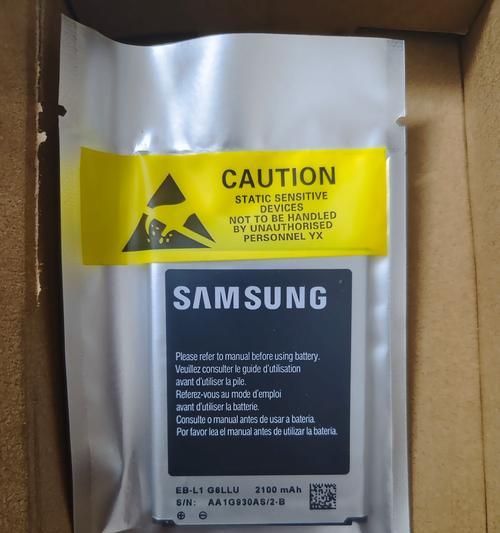 CAUTION
STATIC SENSITIVE
DEVICES
NOT TO BE HANDLED
BY UNAUTHORISED
PERSONNEL YX
SAMSUNG
Please refer to manual before using battery.
Veuillez consulter le guide d'utilisation
avant d'utiliser la pile.
Referez-vous au mode d'emploi
avant d'utiliser la batterie.
Consulte o manual antes de usar a bateria.
Por favor lea el manual antes de utilizar la bateria.
EB-L1 G6LLU 2100 mAh
S/N: AA1G930AS/2-B